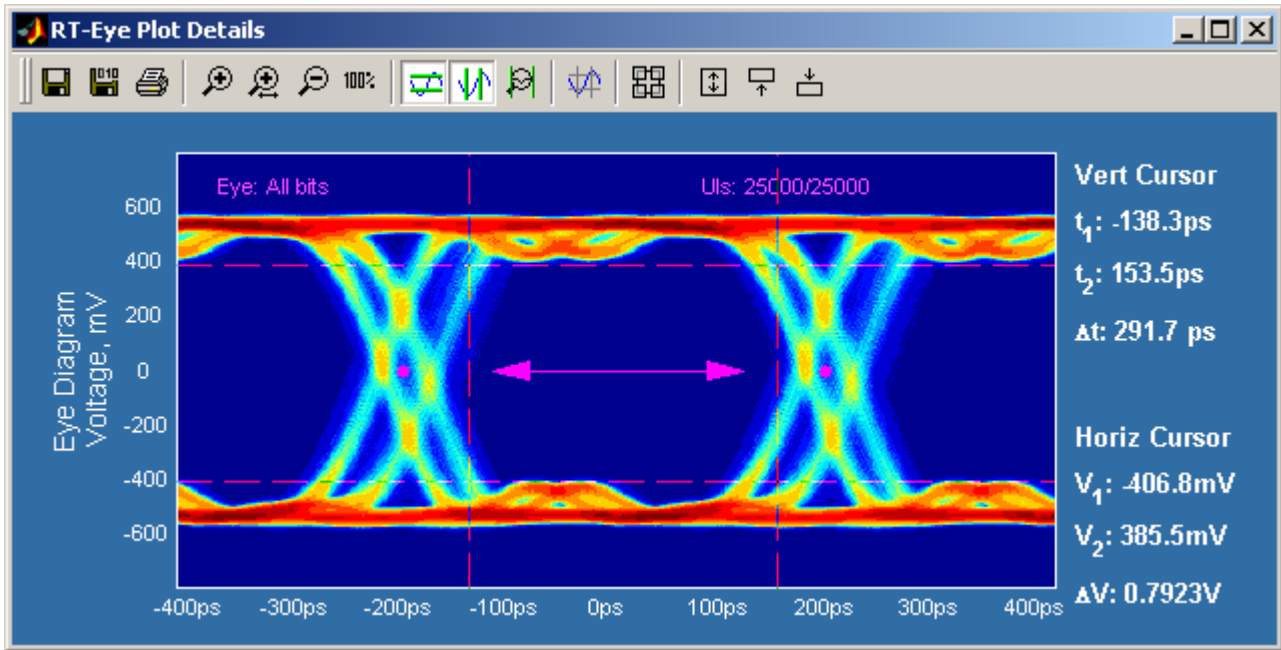 RT-Eye Plot Details
010
100%
Eye: All bits
UIs: 25000/25000
600
400
200
0
-200
-400
-600
Eye Diagram
Voltage, mV
-400ps
-300ps
-200ps
-100ps
0ps
100ps
200ps
300ps
400ps
Vert Cursor
t1: -138.3ps
t2: 153.5ps
Δt: 291.7 ps
Horiz Cursor
V1: -406.8mV
V2: 385.5mV
ΔV: 0.7923V